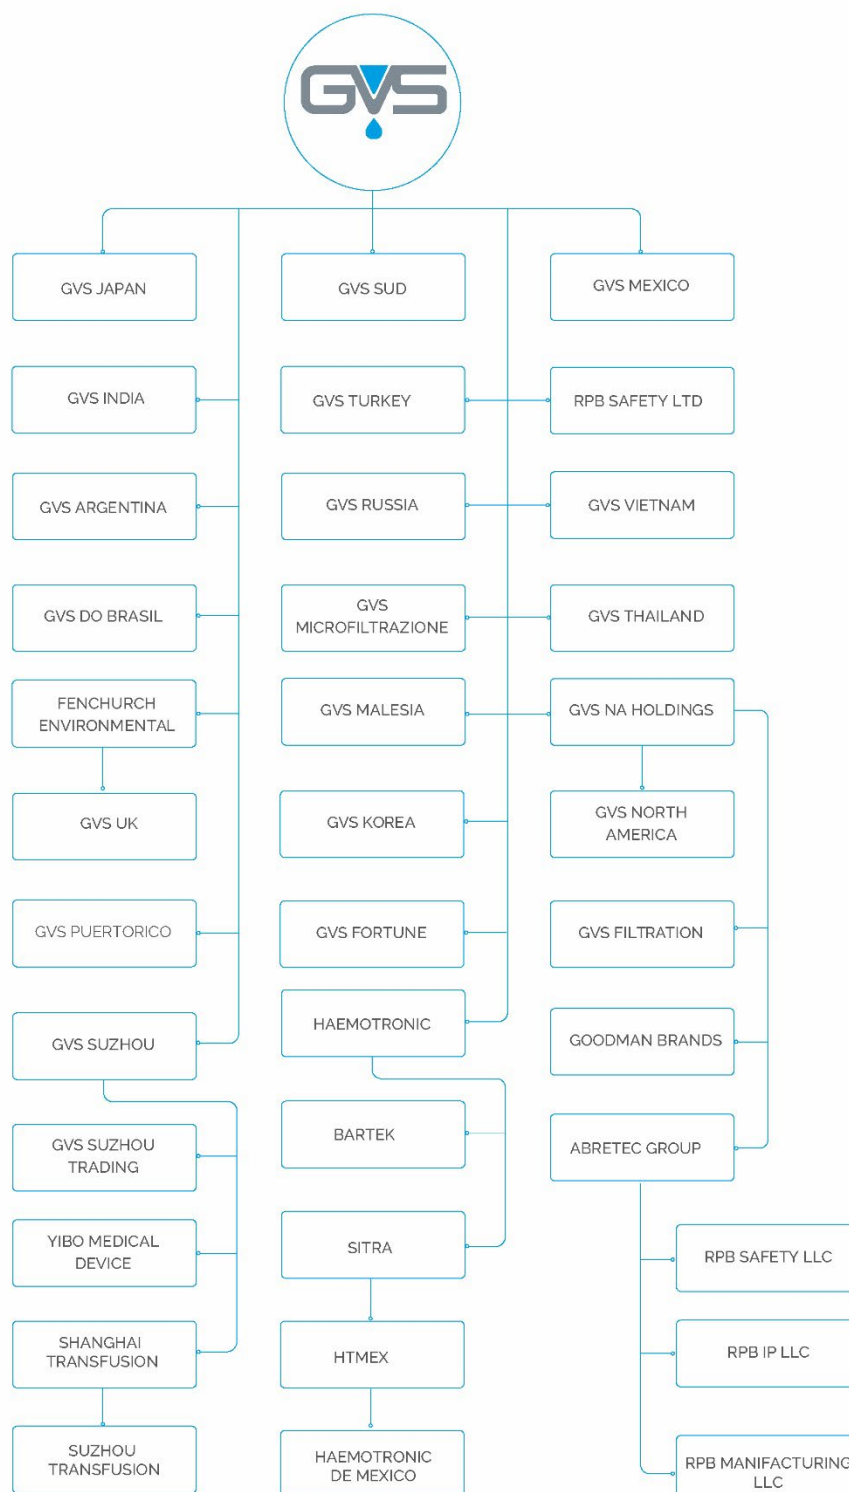 GVS
GVS JAPAN
GVS SUD
GVS MEXICO
GVS INDIA
GVS TURKEY
RPB SAFETY LTD
GVS ARGENTINA
GVS RUSSIA
GVS VIETNAM
GVS DO BRASIL
GVS
MICROFILTRAZIONE
GVS THAILAND
FENCHURCH
ENVIRONMENTAL
GVS MALESIA
GVS NA HOLDINGS
GVS UK
GVS KOREA
GVS NORTH
AMERICA
GVS PUERTORICO
GVS FORTUNE
GVS FILTRATION
GVS SUZHOU
HAEMOTRONIC
GOODMAN BRANDS
GVS SUZHOU
TRADING
BARTEK
ABRETEC GROUP
YIBO MEDICAL
DEVICE
SITRA
RPB SAFETY LLC
SHANGHAI
TRANSFUSION
HTMEX
RPB IP LLC
SUZHOU
TRANSFUSION
HAEMOTRONIC
DE MEXICO
RPB MANIFACTURING
LLC